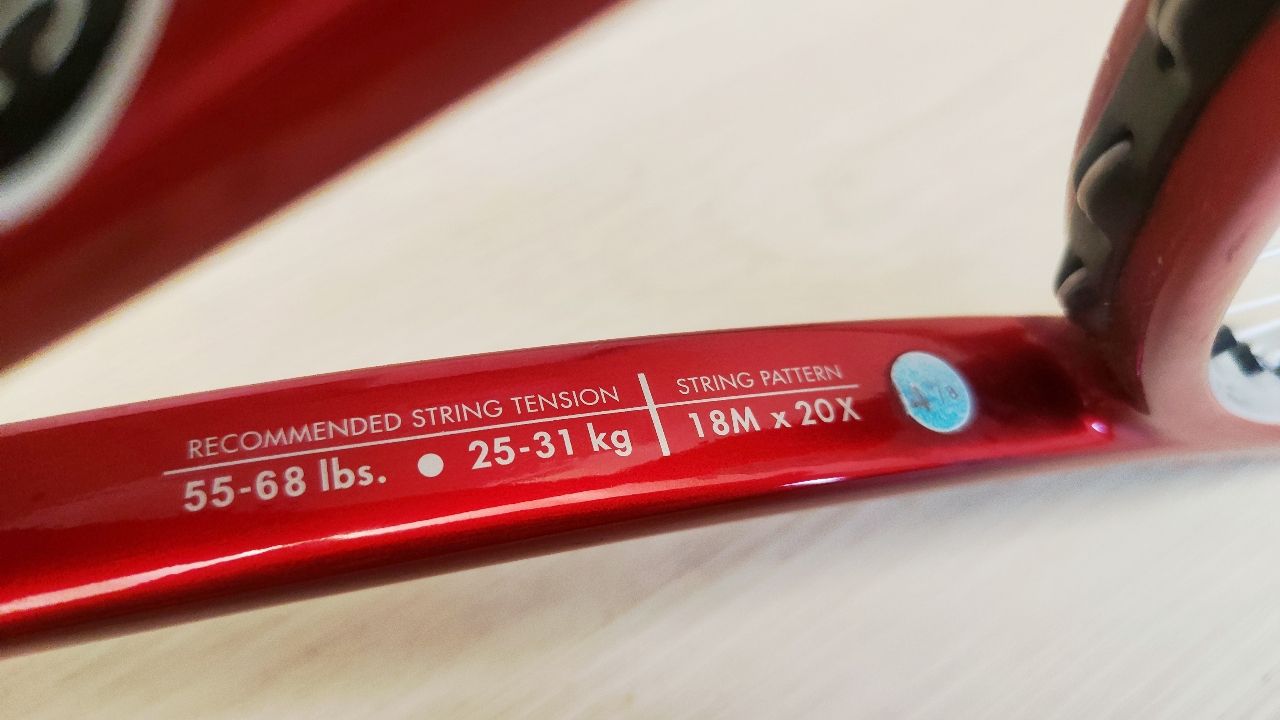 RECOMMENDED STRING TENSION
55-68 lbs. ● 25-31 kg
STRING PATTERN
18M x 20X